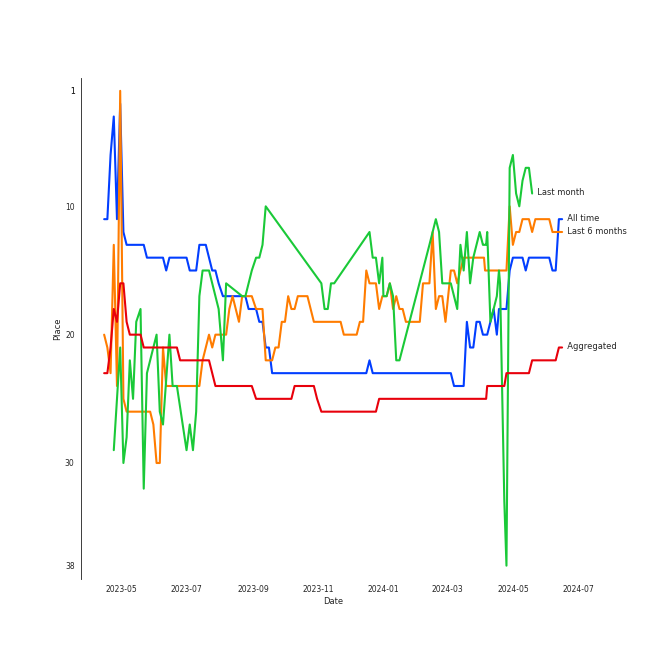 1
10
20
30
38
Place
Last month
All time
Last 6 months
Aggregated
2023-05
2023-07
2023-09
2023-11
2024-01
2024-03
2024-05
2024-07
Date